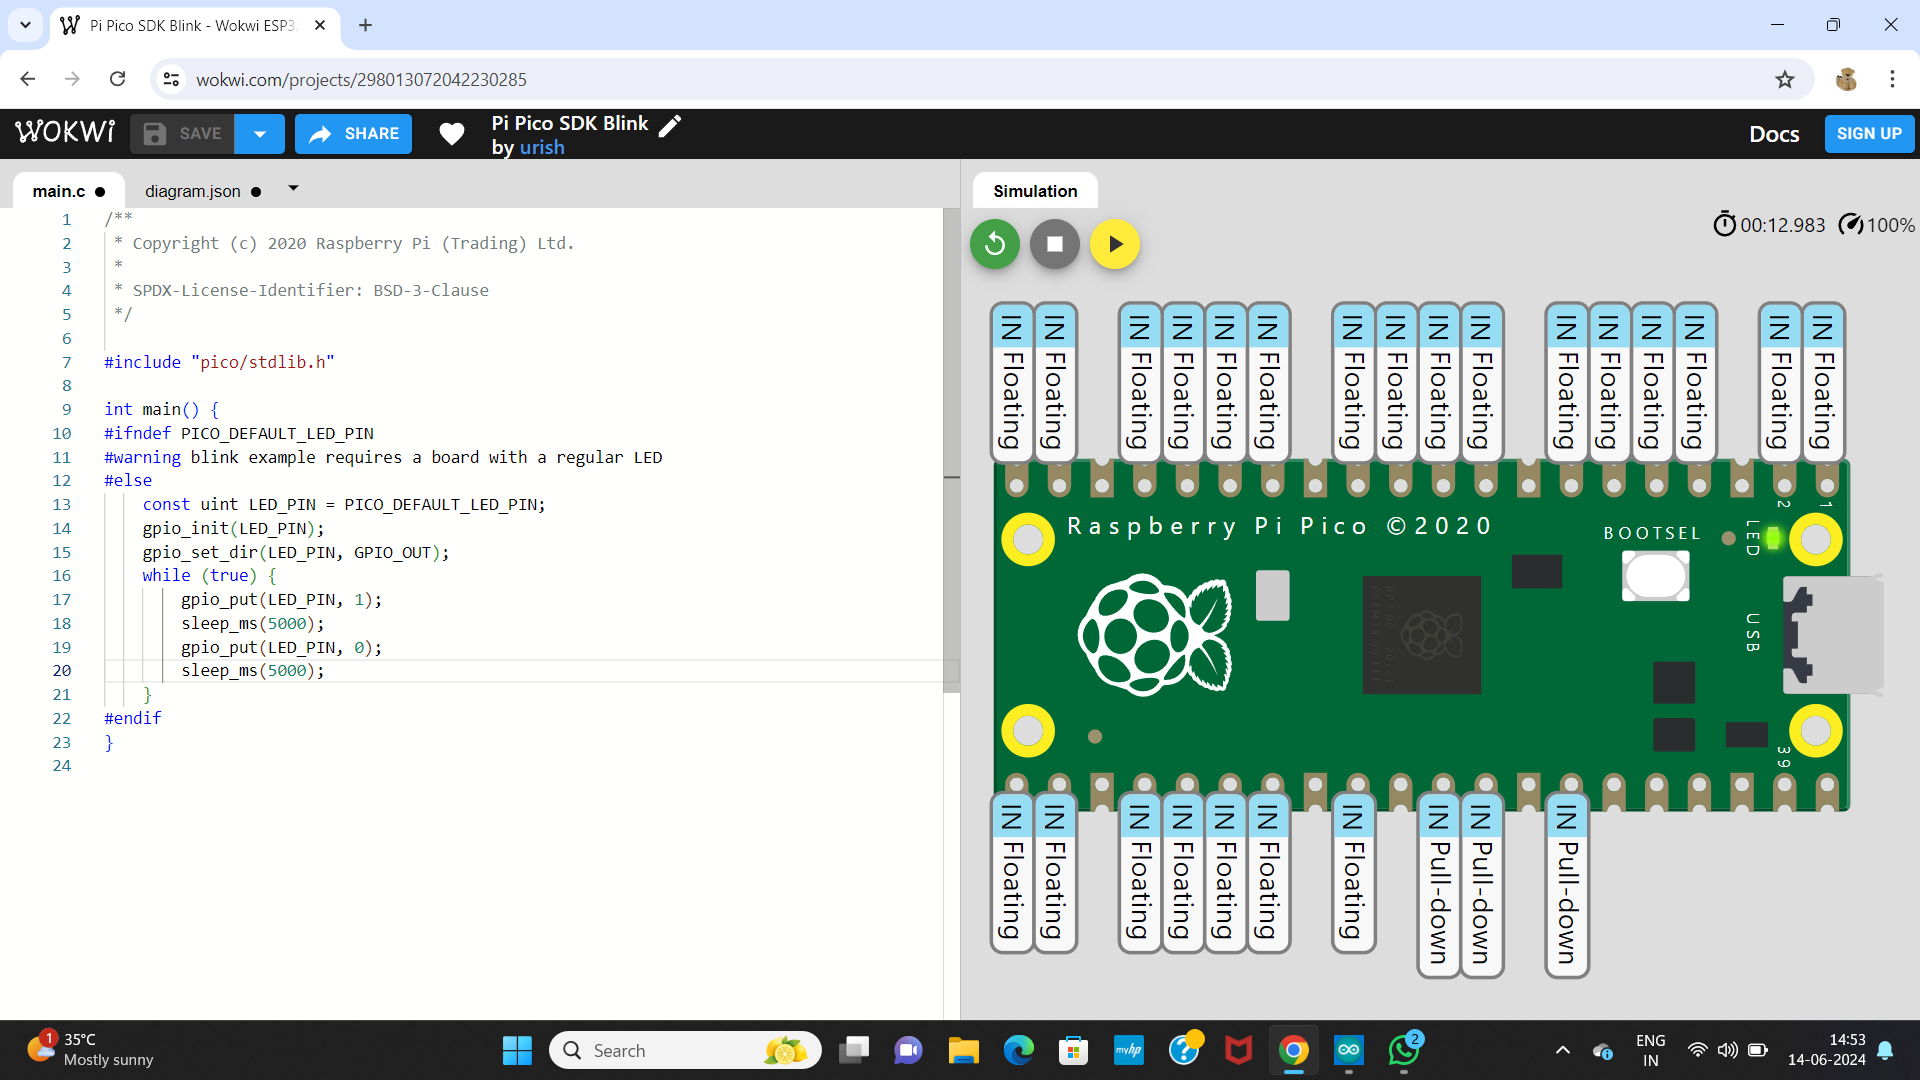 Pi Pico SDK Blink - Wokwi ESP3
wokwi.com/projects/298013072042230285
WOKWi SAVE SHARE Pi Pico SDK Blink Docs SIGN UP
by urish
main.c diagram.json Simulation
00:12.983 100%
1 /**
2 * Copyright (c) 2020 Raspberry Pi (Trading) Ltd.
3 *
4 * SPDX-License-Identifier: BSD-3-Clause
5 */
6
7 #include "pico/stdlib.h"
8
9 int main() {
10 #ifndef PICO_DEFAULT_LED_PIN
11 #warning blink example requires a board with a regular LED
12 #else
13 const uint LED_PIN = PICO_DEFAULT_LED_PIN;
14 gpio_init(LED_PIN);
15 gpio_set_dir(LED_PIN, GPIO_OUT);
16 while (true) {
17 gpio_put(LED_PIN, 1);
18 sleep_ms(5000);
19 gpio_put(LED_PIN, 0);
20 sleep_ms(5000);
21 }
22 #endif
23 }
24
IN Floating IN Floating IN Floating IN Floating IN Floating IN Floating IN Floating IN Floating IN Floating IN Floating IN Floating IN Floating IN Floating IN Floating IN Floating IN Floating
2 1
Raspberry Pi Pico ©2020
BOOTSEL
LED
USB
39
IN Floating IN Floating IN Floating IN Floating IN Floating IN Floating IN Floating IN Pull-down IN Pull-down IN Pull-down
1 35°C
Mostly sunny
Search
myhp
2
ENG
IN
14:53
14-06-2024